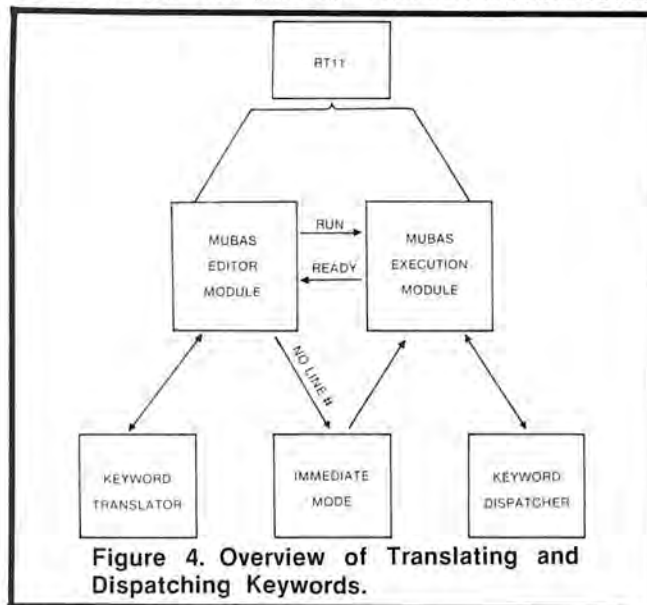 RT11
MUBAS
EDITOR
MODULE
RUN
READY
MUBAS
EXECUTION
MODULE
NO LINE #
KEYWORD
TRANSLATOR
IMMEDIATE
MODE
KEYWORD
DISPATCHER
Figure 4. Overview of Translating and
Dispatching Keywords.